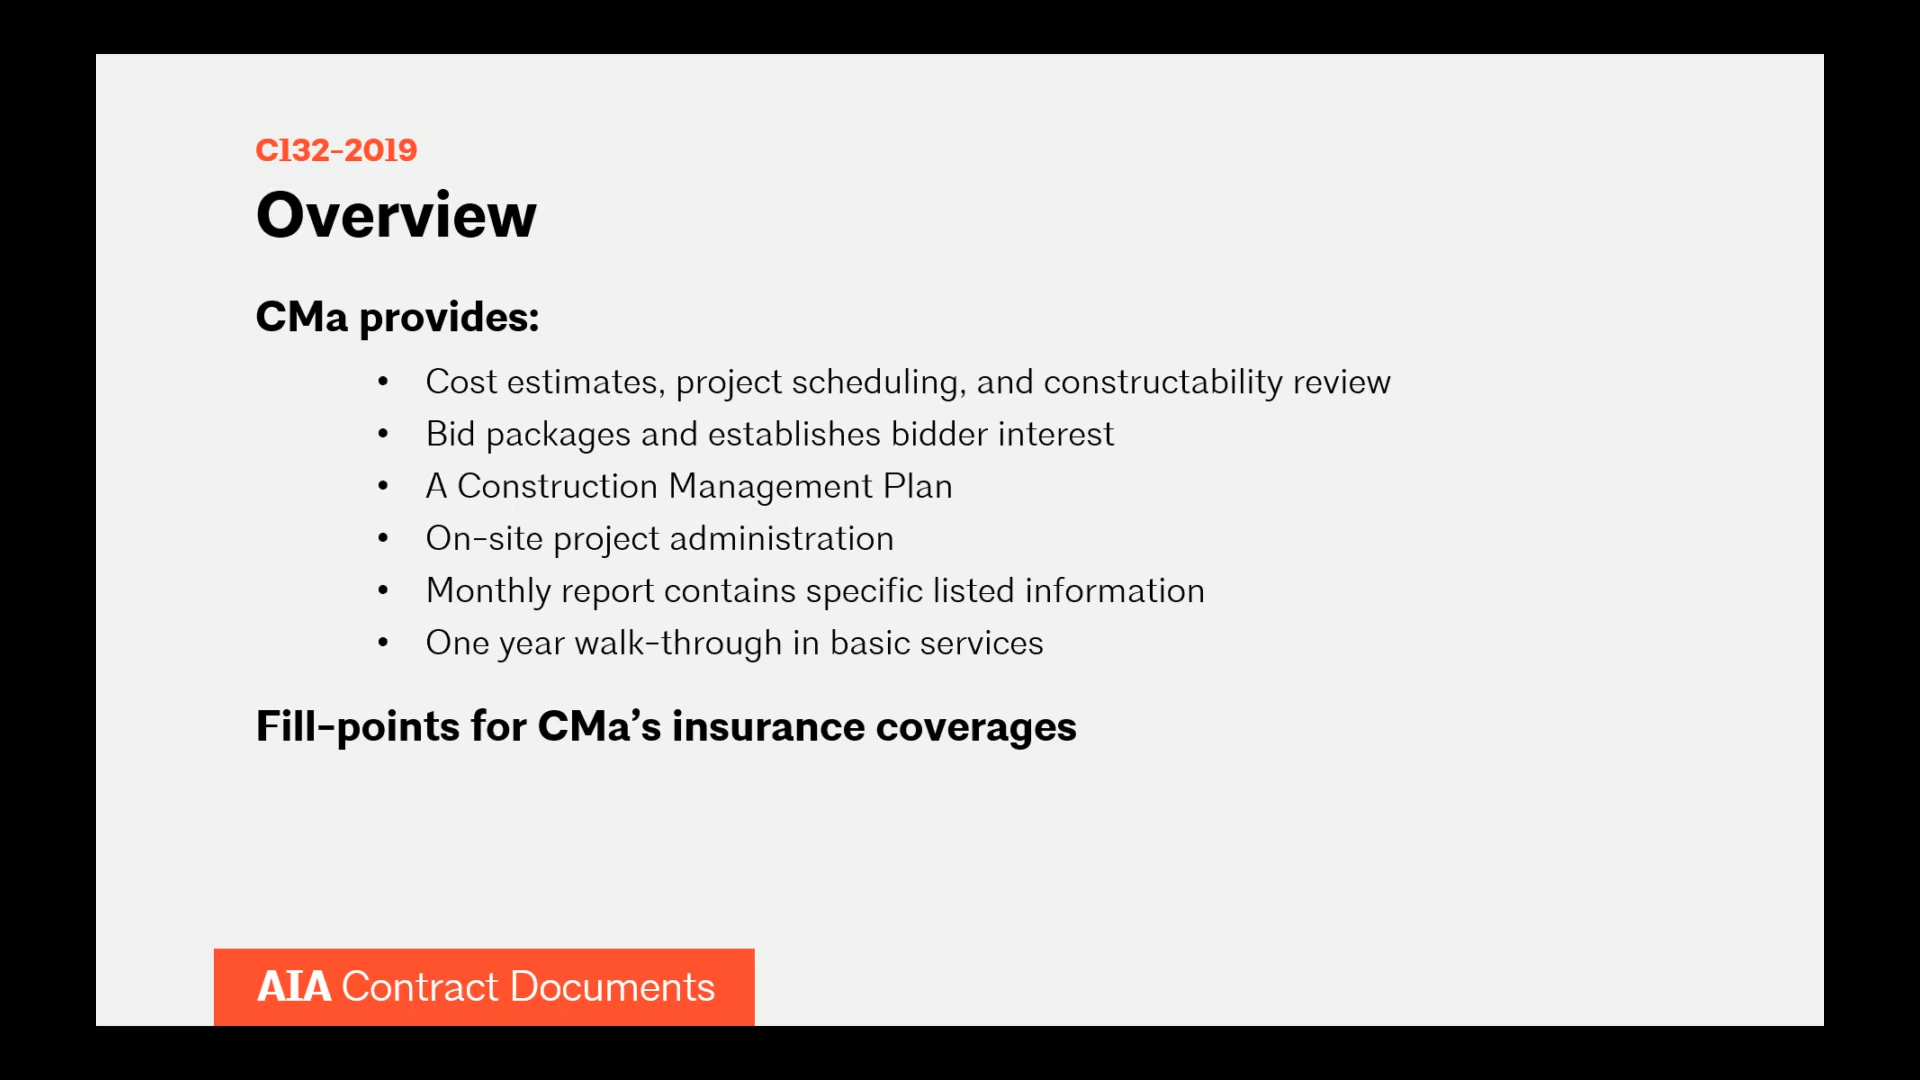 C132-2019
Overview
CMa provides:
• Cost estimates, project scheduling, and constructability review
• Bid packages and establishes bidder interest
• A Construction Management Plan
• On-site project administration
• Monthly report contains specific listed information
• One year walk-through in basic services
Fill-points for CMa’s insurance coverages
AIA Contract Documents